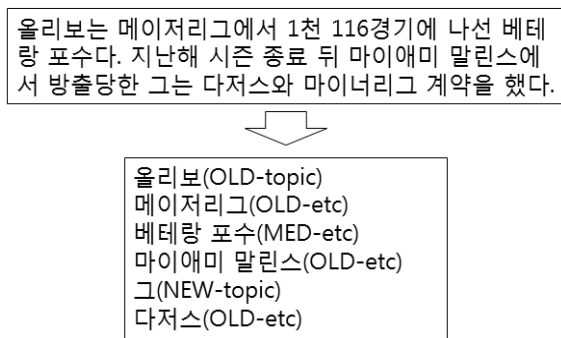 올리보는 메이저리그에서 1천 116경기에 나선 베테
랑 포수다. 지난해 시즌 종료 뒤 마이애미 말린스에
서 방출당한 그는 다저스와 마이너리그 계약을 했다.
올리보(OLD-topic)
메이저리그(OLD-etc)
베테랑 포수(MED-etc)
마이애미 말린스(OLD-etc)
그(NEW-topic)
다저스(OLD-etc)